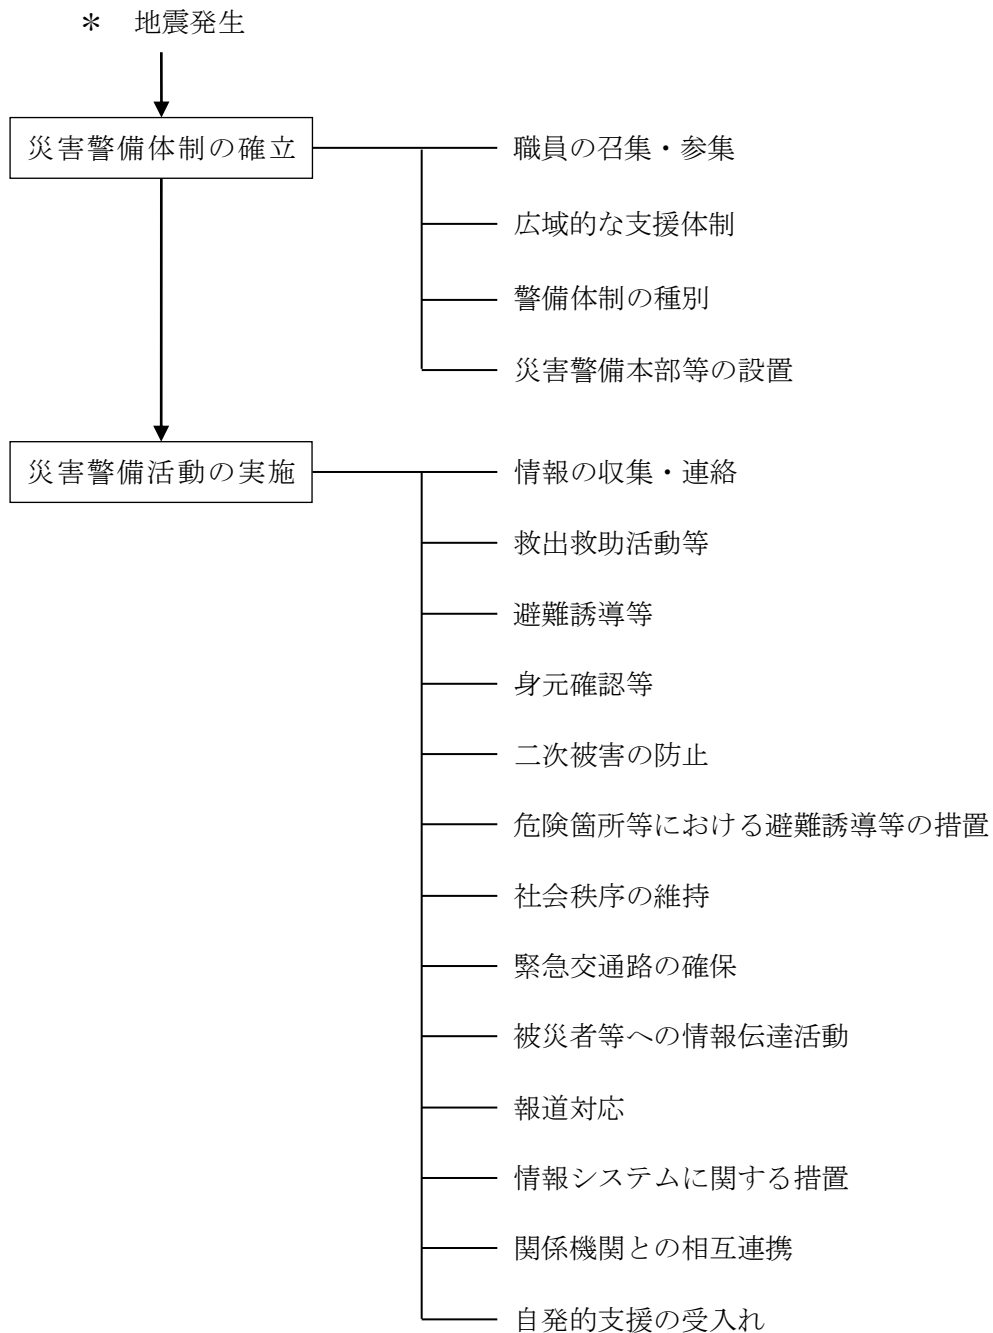 ＊　地震発生
災害警備体制の確立
職員の召集・参集
広域的な支援体制
警備体制の種別
災害警備本部等の設置
災害警備活動の実施
情報の収集・連絡
救出救助活動等
避難誘導等
身元確認等
二次被害の防止
危険箇所等における避難誘導等の措置
社会秩序の維持
緊急交通路の確保
被災者等への情報伝達活動
報道対応
情報システムに関する措置
関係機関との相互連携
自発的支援の受入れ